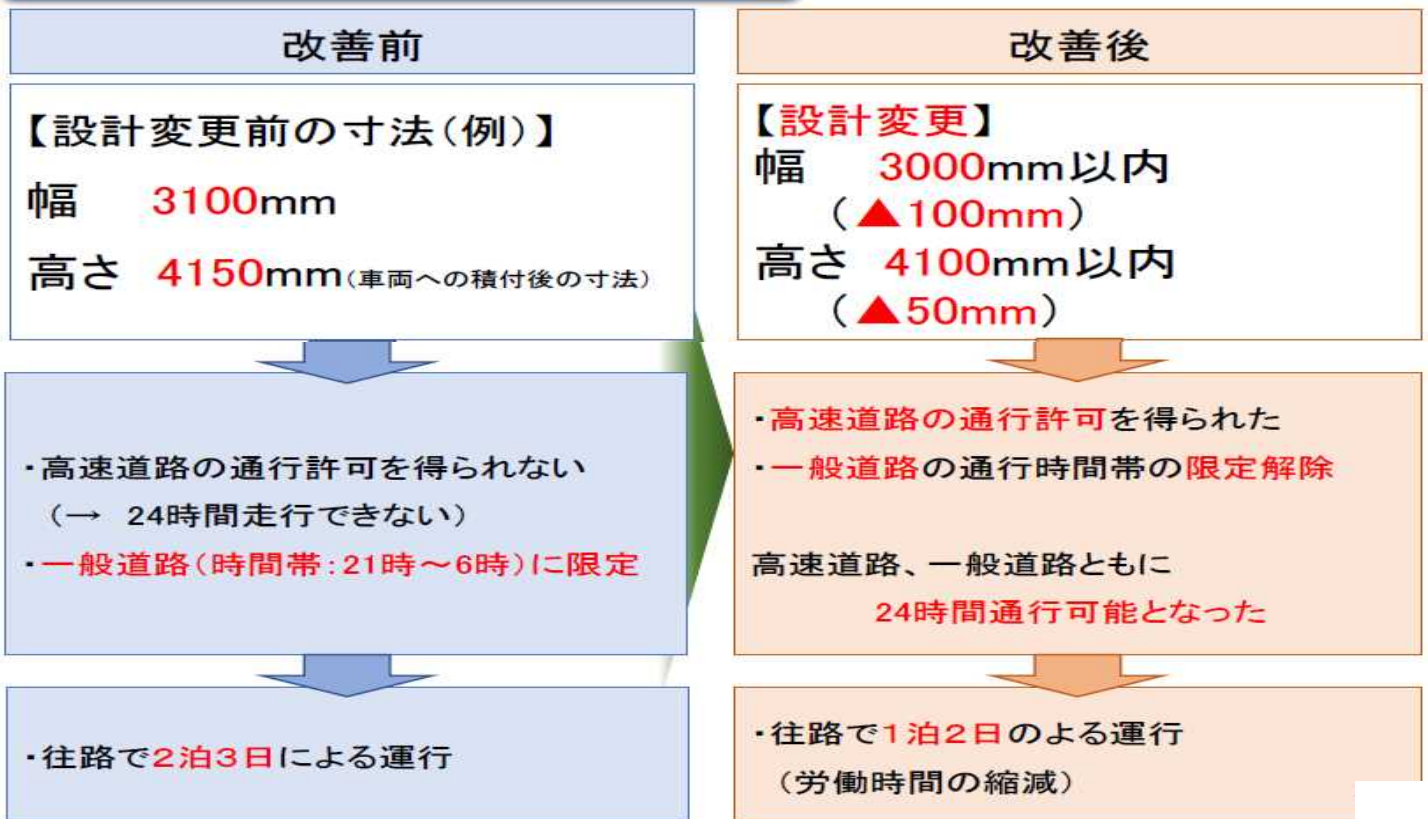 改善前
【設計変更前の寸法(例)】
幅 3100mm
高さ 4150mm(車両への積付後の寸法)
・高速道路の通行許可を得られない
(→ 24時間走行できない)
・一般道路(時間帯:21時～6時)に限定
・往路で2泊3日による運行
改善後
【設計変更】
幅 3000mm以内
(▲100mm)
高さ 4100mm以内
(▲50mm)
・高速道路の通行許可を得られた
・一般道路の通行時間帯の限定解除
高速道路、一般道路ともに
24時間通行可能となった
・往路で1泊2日のよる運行
(労働時間の縮減)